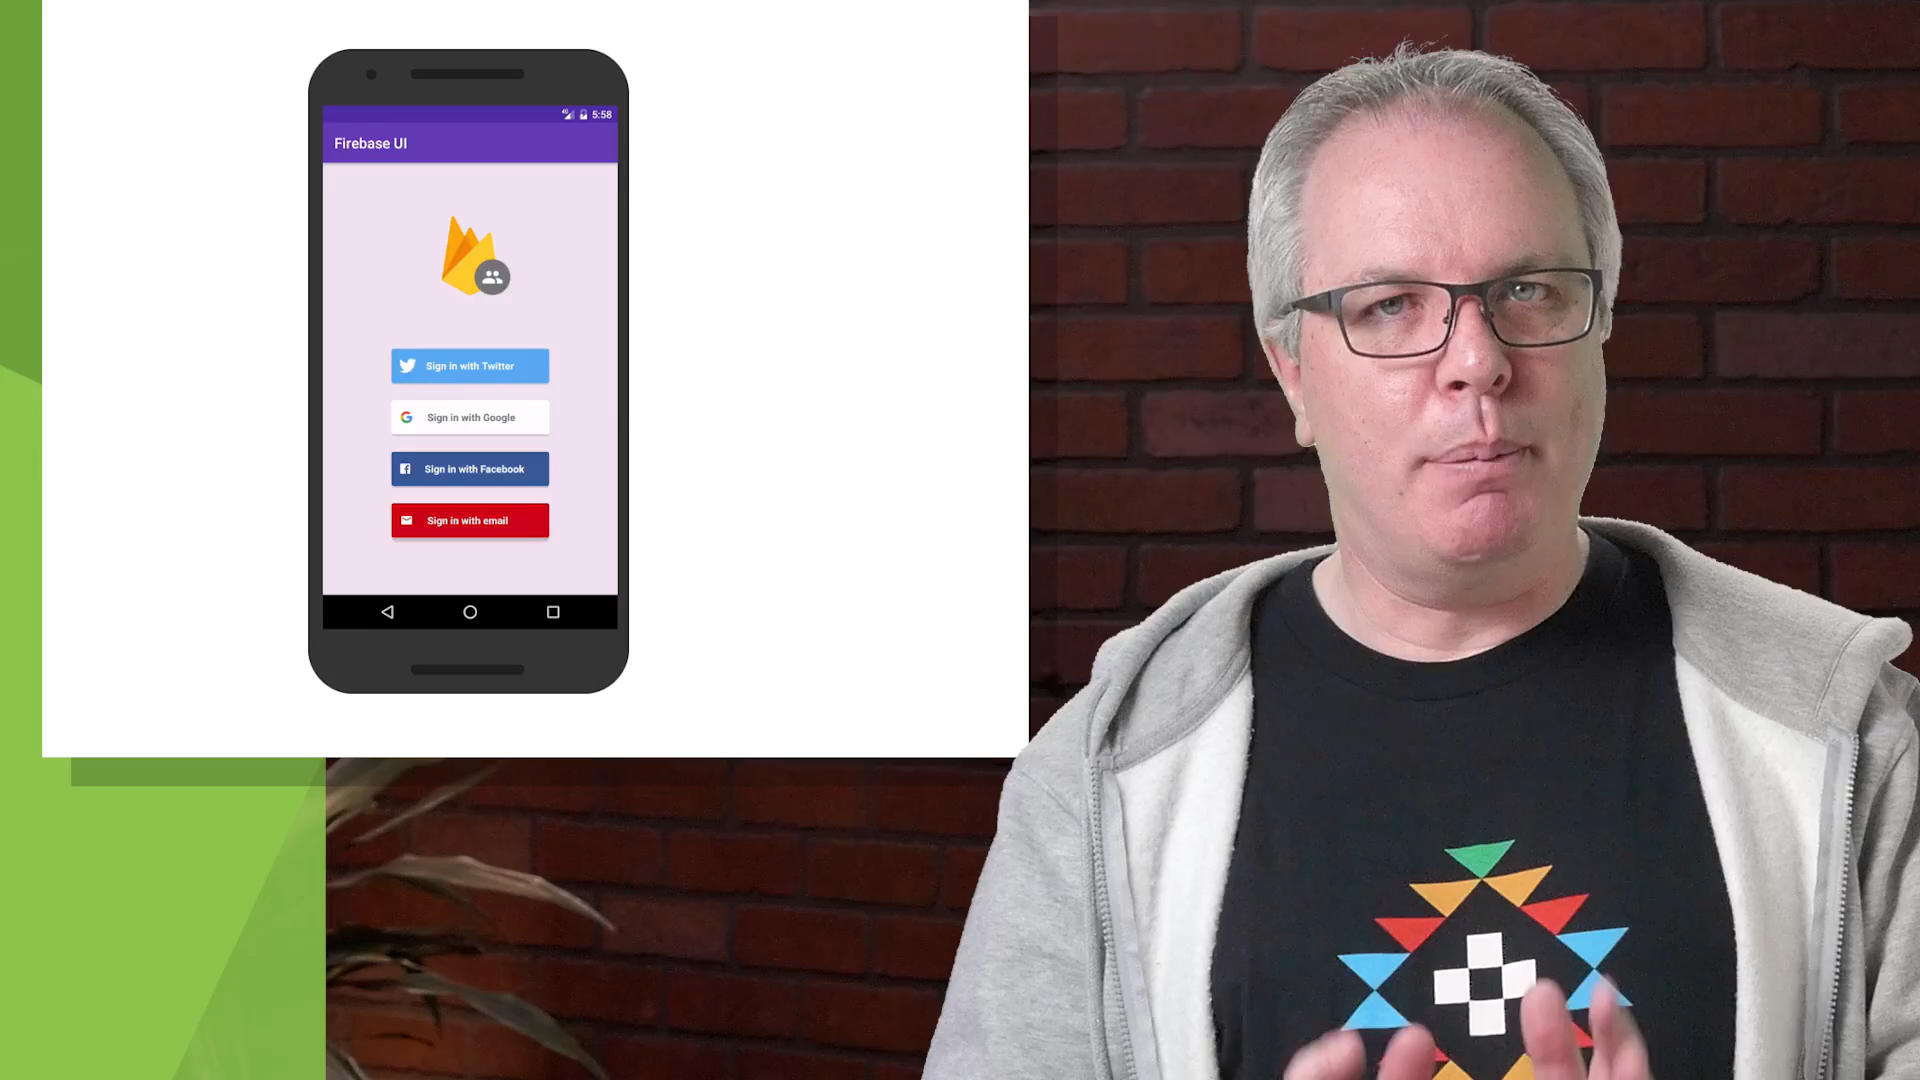 5:58
Firebase UI
Sign in with Twitter
Sign in with Google
Sign in with Facebook
Sign in with email